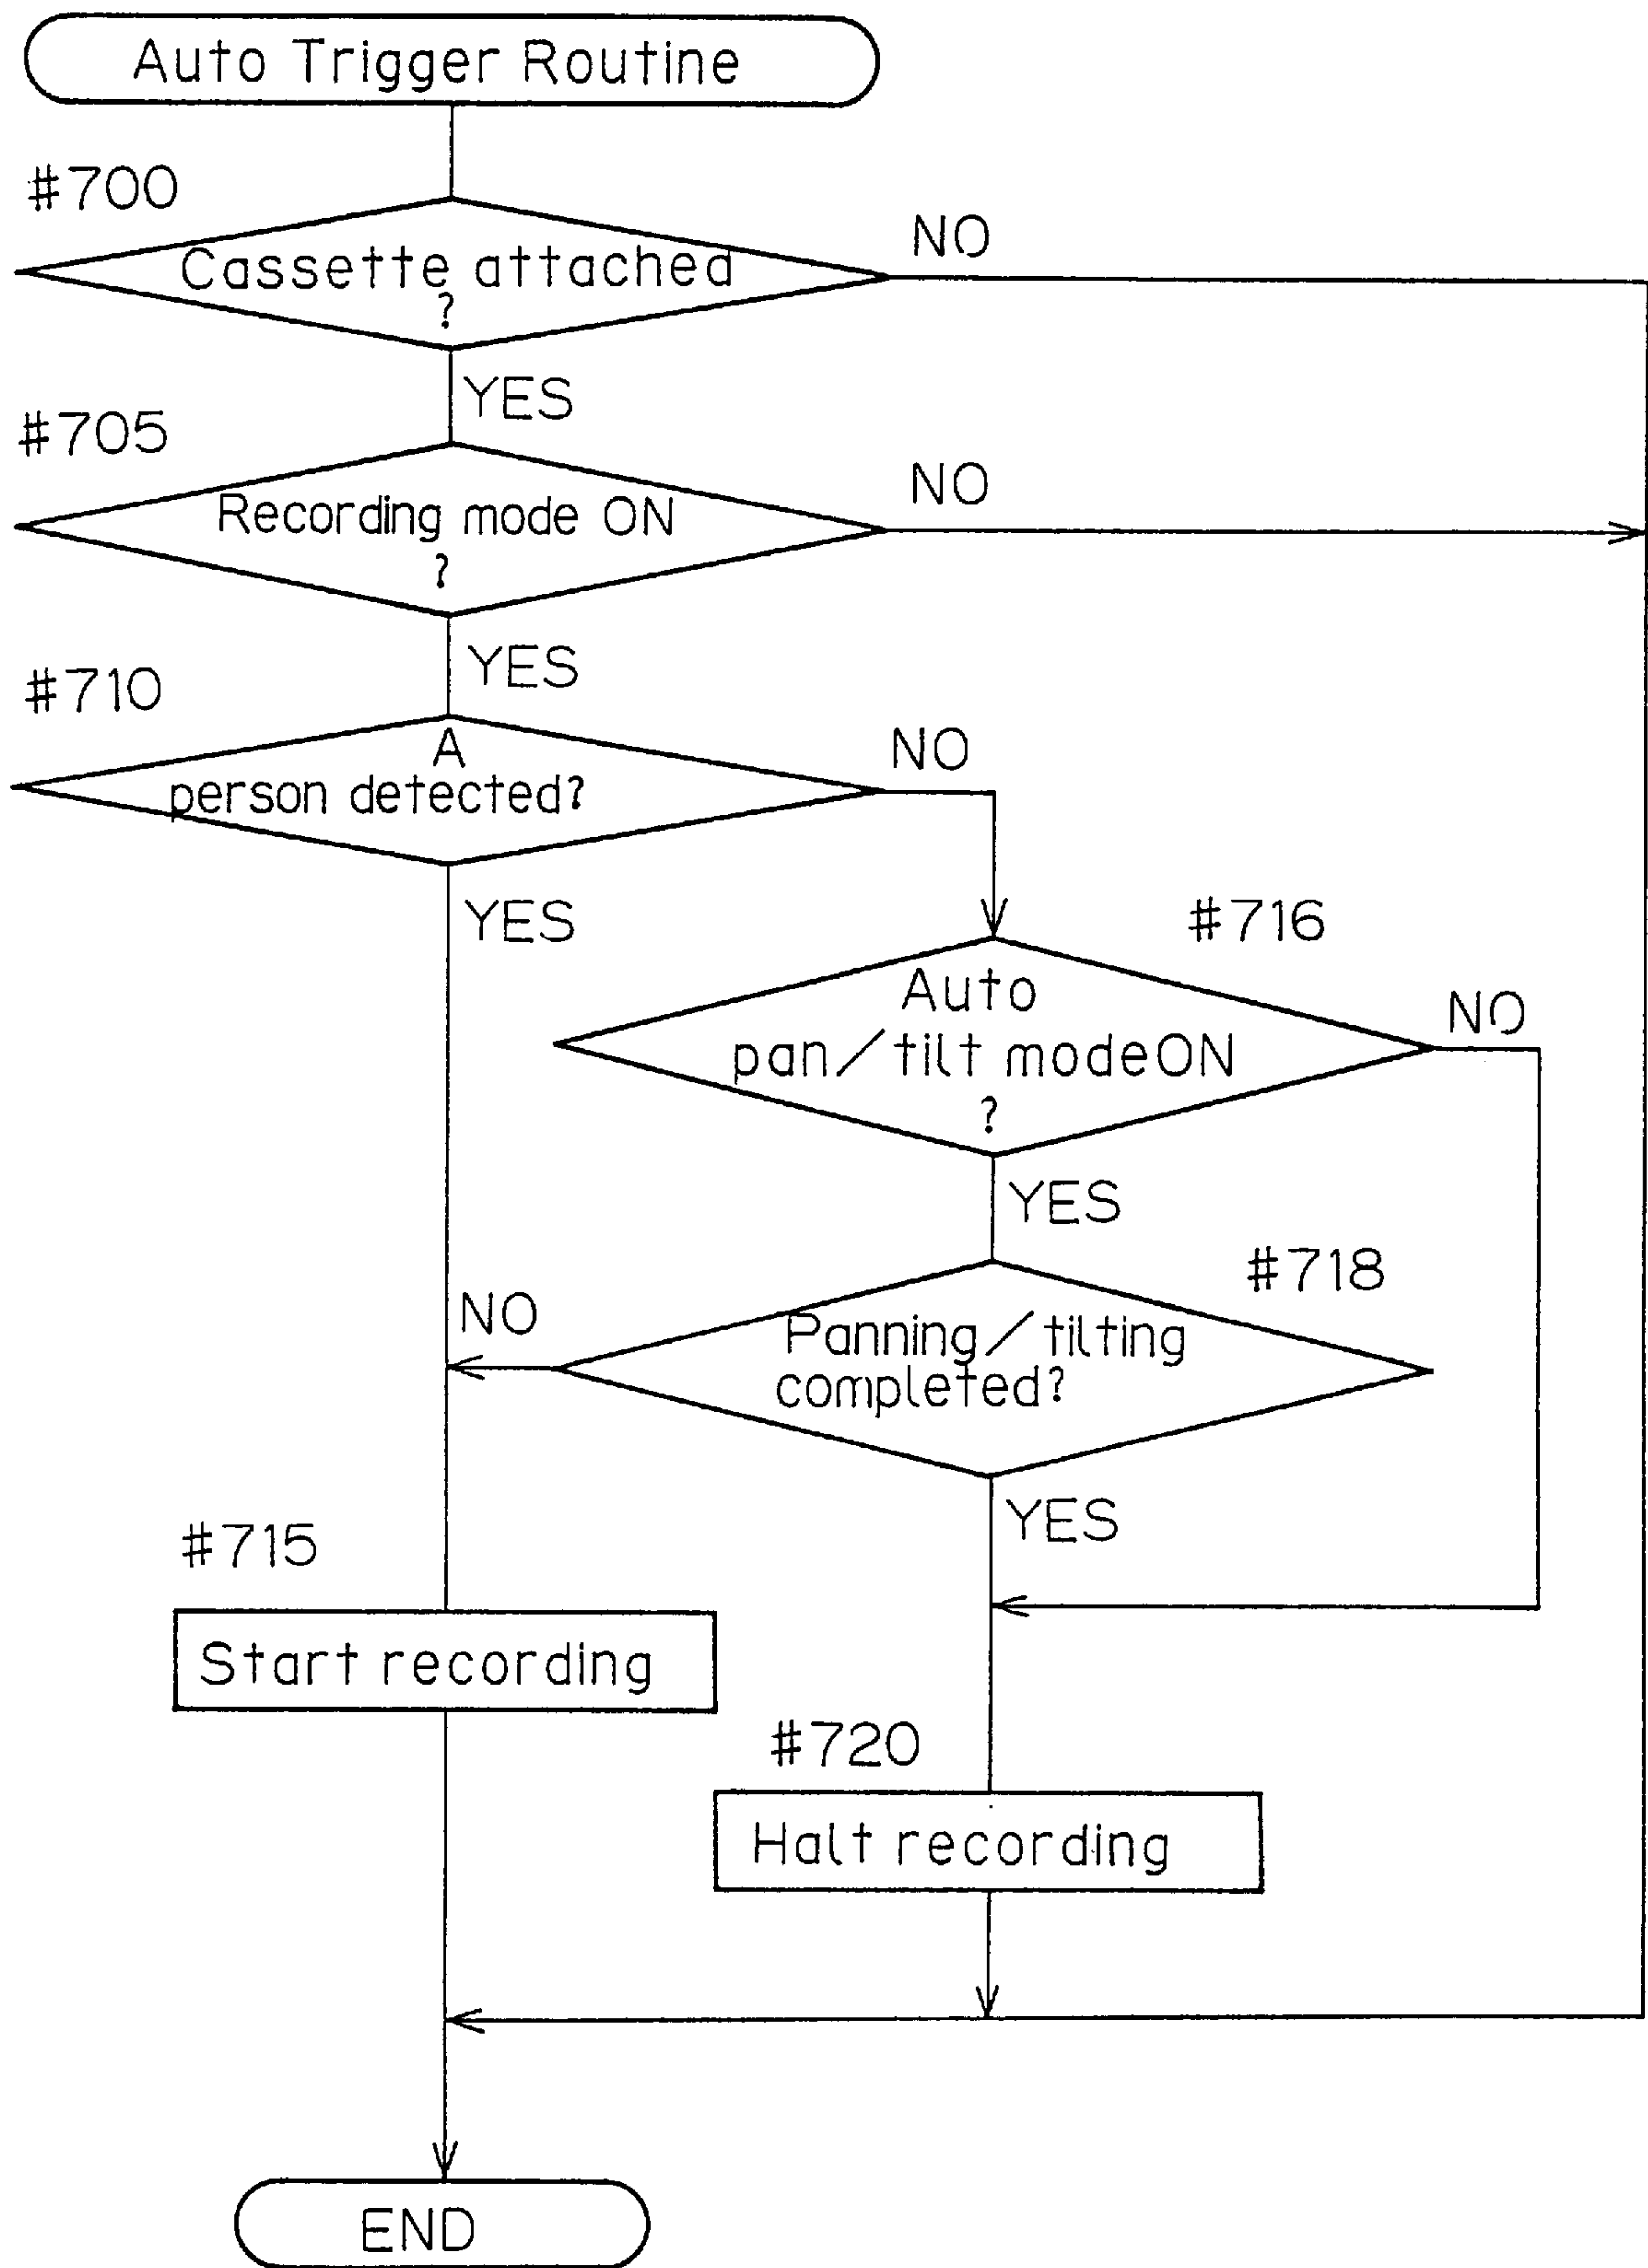 Auto Trigger Routine
#700
NO
Cassette attached
?
YES
#705
NO
Recording mode ON
?
YES
#710
A
person detected?
NO
YES
#716
Auto
pan/tilt modeON
?
NO
YES
#718
NO
Panning/tilting
completed?
YES
#715
Start recording
#720
Halt recording
END